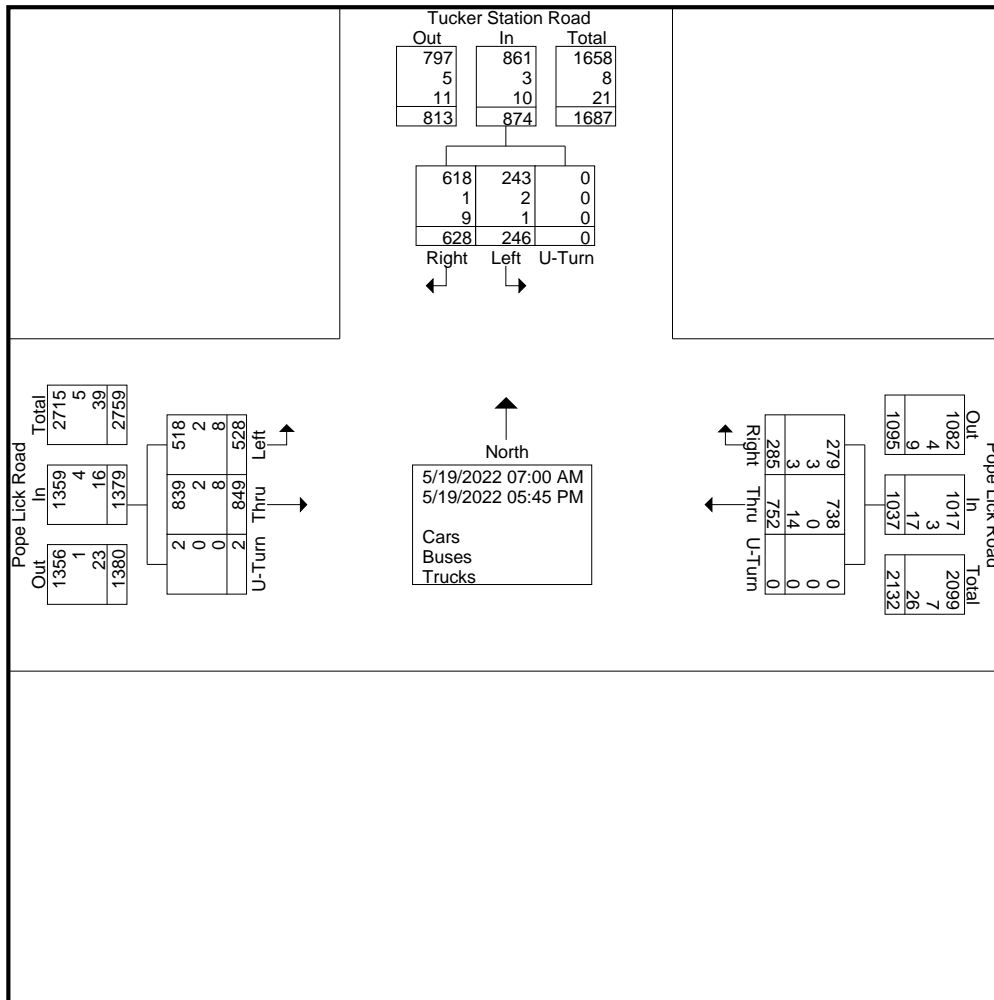 Tucker Station Road
Out In Total
797 861 1658
5 3 8
11 10 21
813 874 1687
618 243 0
1 2 0
9 1 0
628 246 0
Right Left U-Turn
Pope Lick Road
Total In Out
2715 5 39 2759
1359 4 16 1379
1356 1 23 1380
518 2 8 528 Left
839 2 8 849 Thru
2 0 0 2 U-Turn
North
5/19/2022 07:00 AM
5/19/2022 05:45 PM
Cars
Buses
Trucks
Right Thru U-Turn
279 3 3 285
738 0 14 752
0 0 0 0
Pope Lick Road
Out In Total
1082 4 9 1095
1017 3 17 1037
2099 7 26 2132